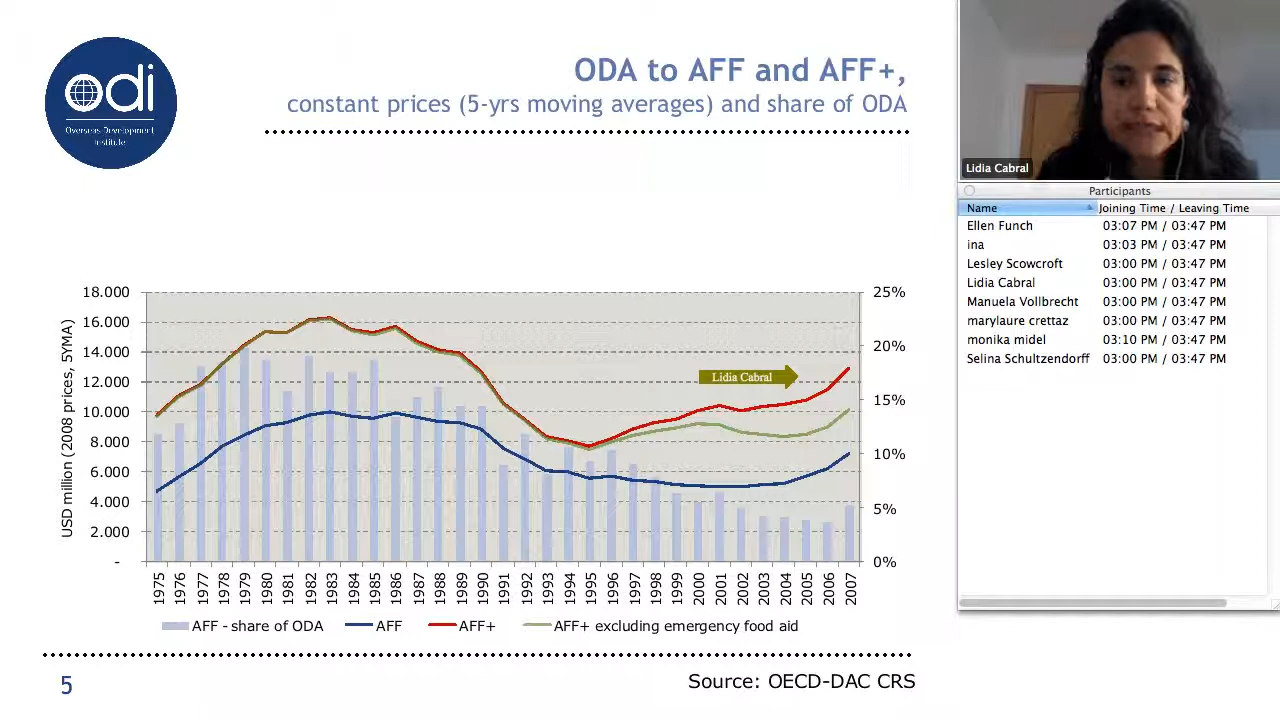 odi
Overseas Development
Institute
ODA to AFF and AFF+,
constant prices (5-yrs moving averages) and share of ODA
USD million (2008 prices, 5YMA)
18.000
16.000
14.000
12.000
10.000
8.000
6.000
4.000
2.000
-
25%
20%
15%
10%
5%
0%
Lidia Cabral
1975 1976 1977 1978 1979 1980 1981 1982 1983 1984 1985 1986 1987 1988 1989 1990 1991 1992 1993 1994 1995 1996 1997 1998 1999 2000 2001 2002 2003 2004 2005 2006 2007
AFF - share of ODA AFF AFF+ AFF+ excluding emergency food aid
5
Source: OECD-DAC CRS
Lidia Cabral
Participants
Name Joining Time / Leaving Time
Ellen Funch 03:07 PM / 03:47 PM
ina 03:03 PM / 03:47 PM
Lesley Scowcroft 03:00 PM / 03:47 PM
Lidia Cabral 03:00 PM / 03:47 PM
Manuela Vollbrecht 03:00 PM / 03:47 PM
marylaure crettaz 03:00 PM / 03:47 PM
monika midel 03:10 PM / 03:47 PM
Selina Schultzendorff 03:00 PM / 03:47 PM